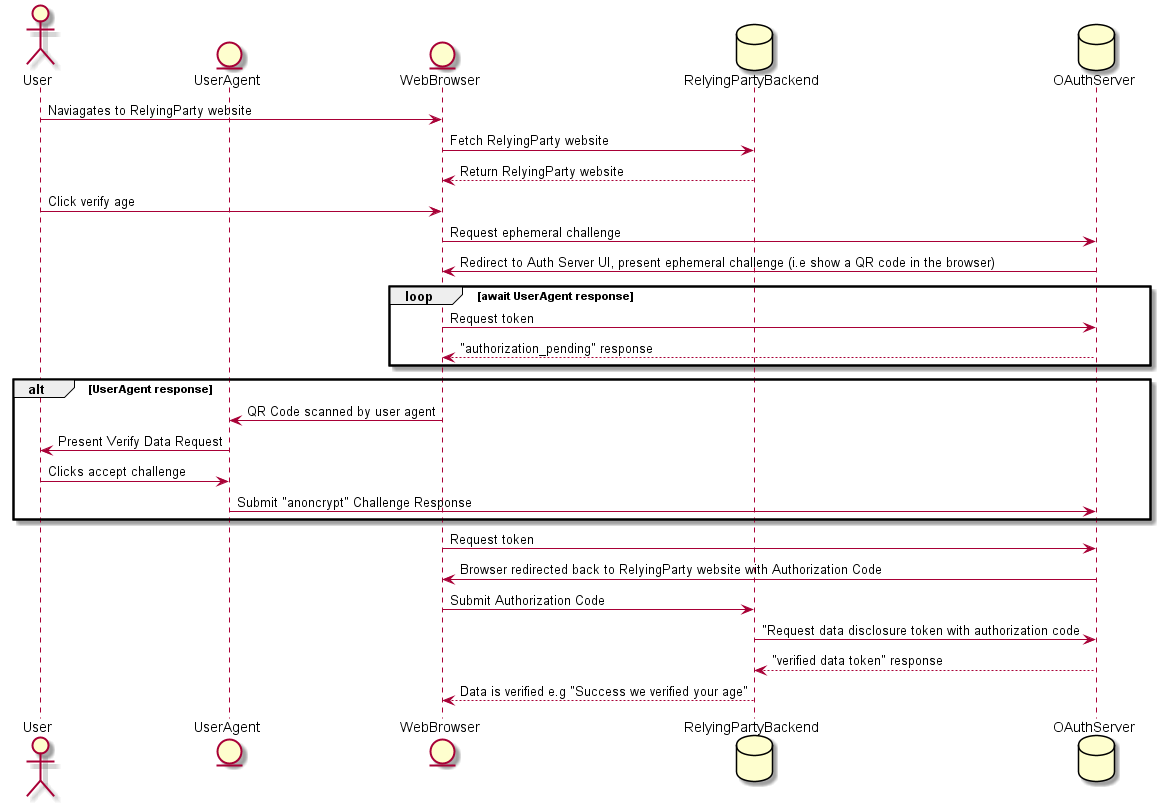 User
UserAgent
WebBrowser
RelyingPartyBackend
OAuthServer
Naviagates to RelyingParty website
Fetch RelyingParty website
Return RelyingParty website
Click verify age
Request ephemeral challenge
Redirect to Auth Server UI, present ephemeral challenge (i.e show a QR code in the browser)
loop [await UserAgent response]
Request token
"authorization_pending" response
alt [UserAgent response]
QR Code scanned by user agent
Present Verify Data Request
Clicks accept challenge
Submit "anoncrypt" Challenge Response
Request token
Browser redirected back to RelyingParty website with Authorization Code
Submit Authorization Code
"Request data disclosure token with authorization code
"verified data token" response
Data is verified e.g "Success we verified your age"
User
UserAgent
WebBrowser
RelyingPartyBackend
OAuthServer